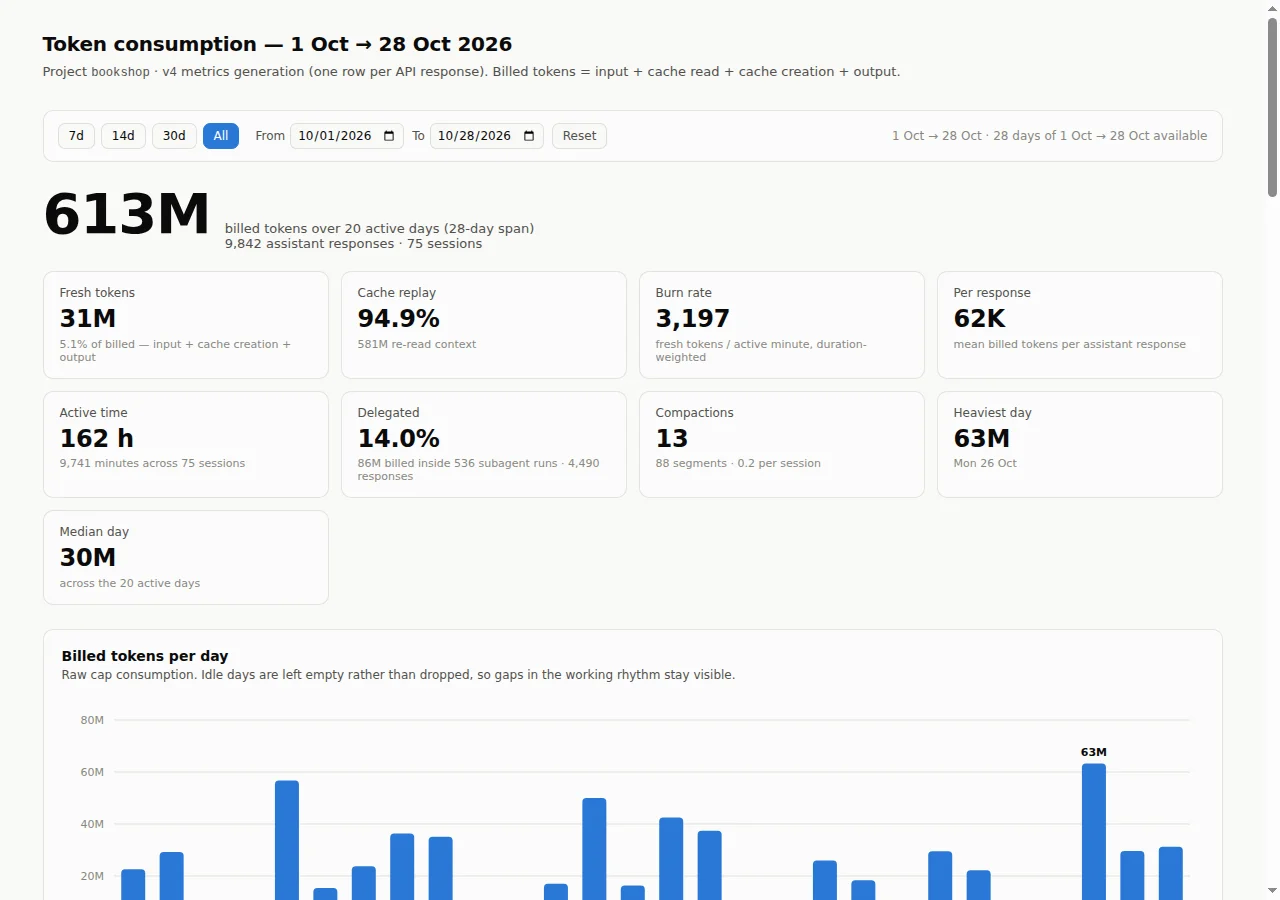 Token consumption — 1 Oct → 28 Oct 2026
Project bookshop · v4 metrics generation (one row per API response). Billed tokens = input + cache read + cache creation + output.
7d 14d 30d All From 10/01/2026 To 10/28/2026 Reset 1 Oct → 28 Oct · 28 days of 1 Oct → 28 Oct available
613M
billed tokens over 20 active days (28-day span)
9,842 assistant responses · 75 sessions
Fresh tokens
31M
5.1% of billed — input + cache creation +
output
Cache replay
94.9%
581M re-read context
Burn rate
3,197
fresh tokens / active minute, duration-
weighted
Per response
62K
mean billed tokens per assistant response
Active time
162 h
9,741 minutes across 75 sessions
Delegated
14.0%
86M billed inside 536 subagent runs · 4,490
responses
Compactions
13
88 segments · 0.2 per session
Heaviest day
63M
Mon 26 Oct
Median day
30M
across the 20 active days
Billed tokens per day
Raw cap consumption. Idle days are left empty rather than dropped, so gaps in the working rhythm stay visible.
80M
63M
60M
40M
20M